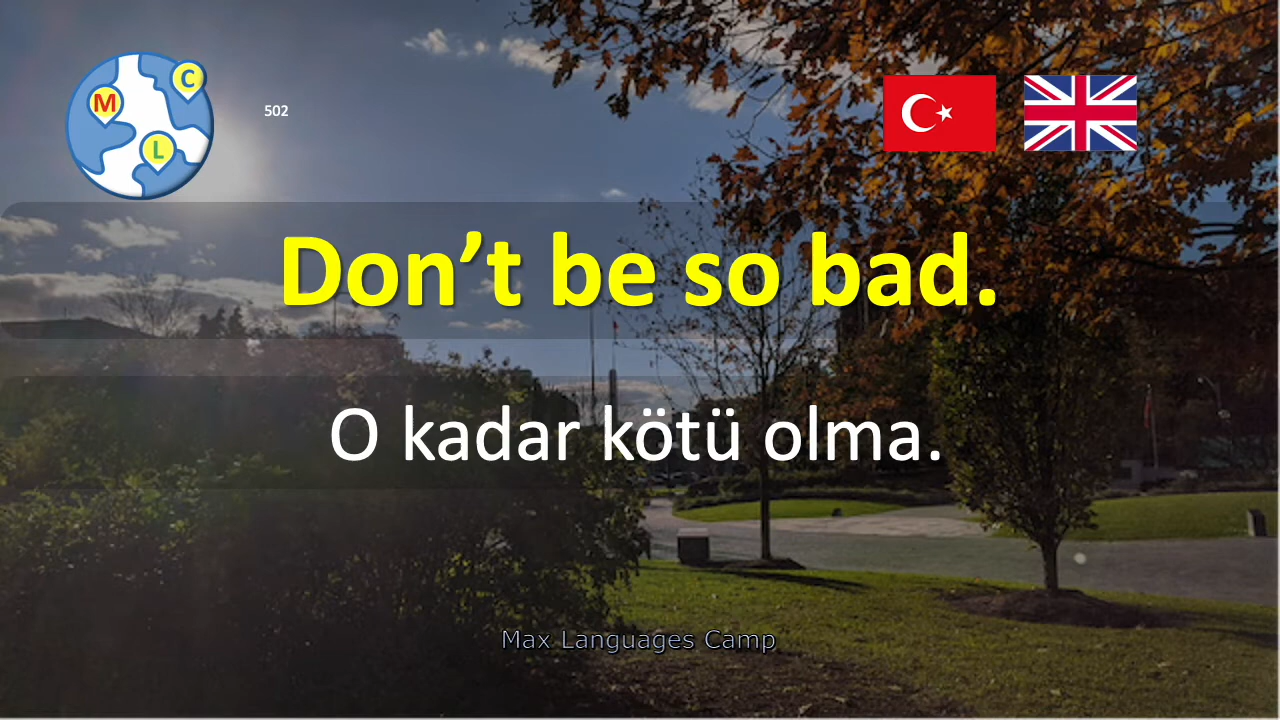 C
M
L
502
Don’t be so bad.
O kadar kötü olma.
Max Languages Camp